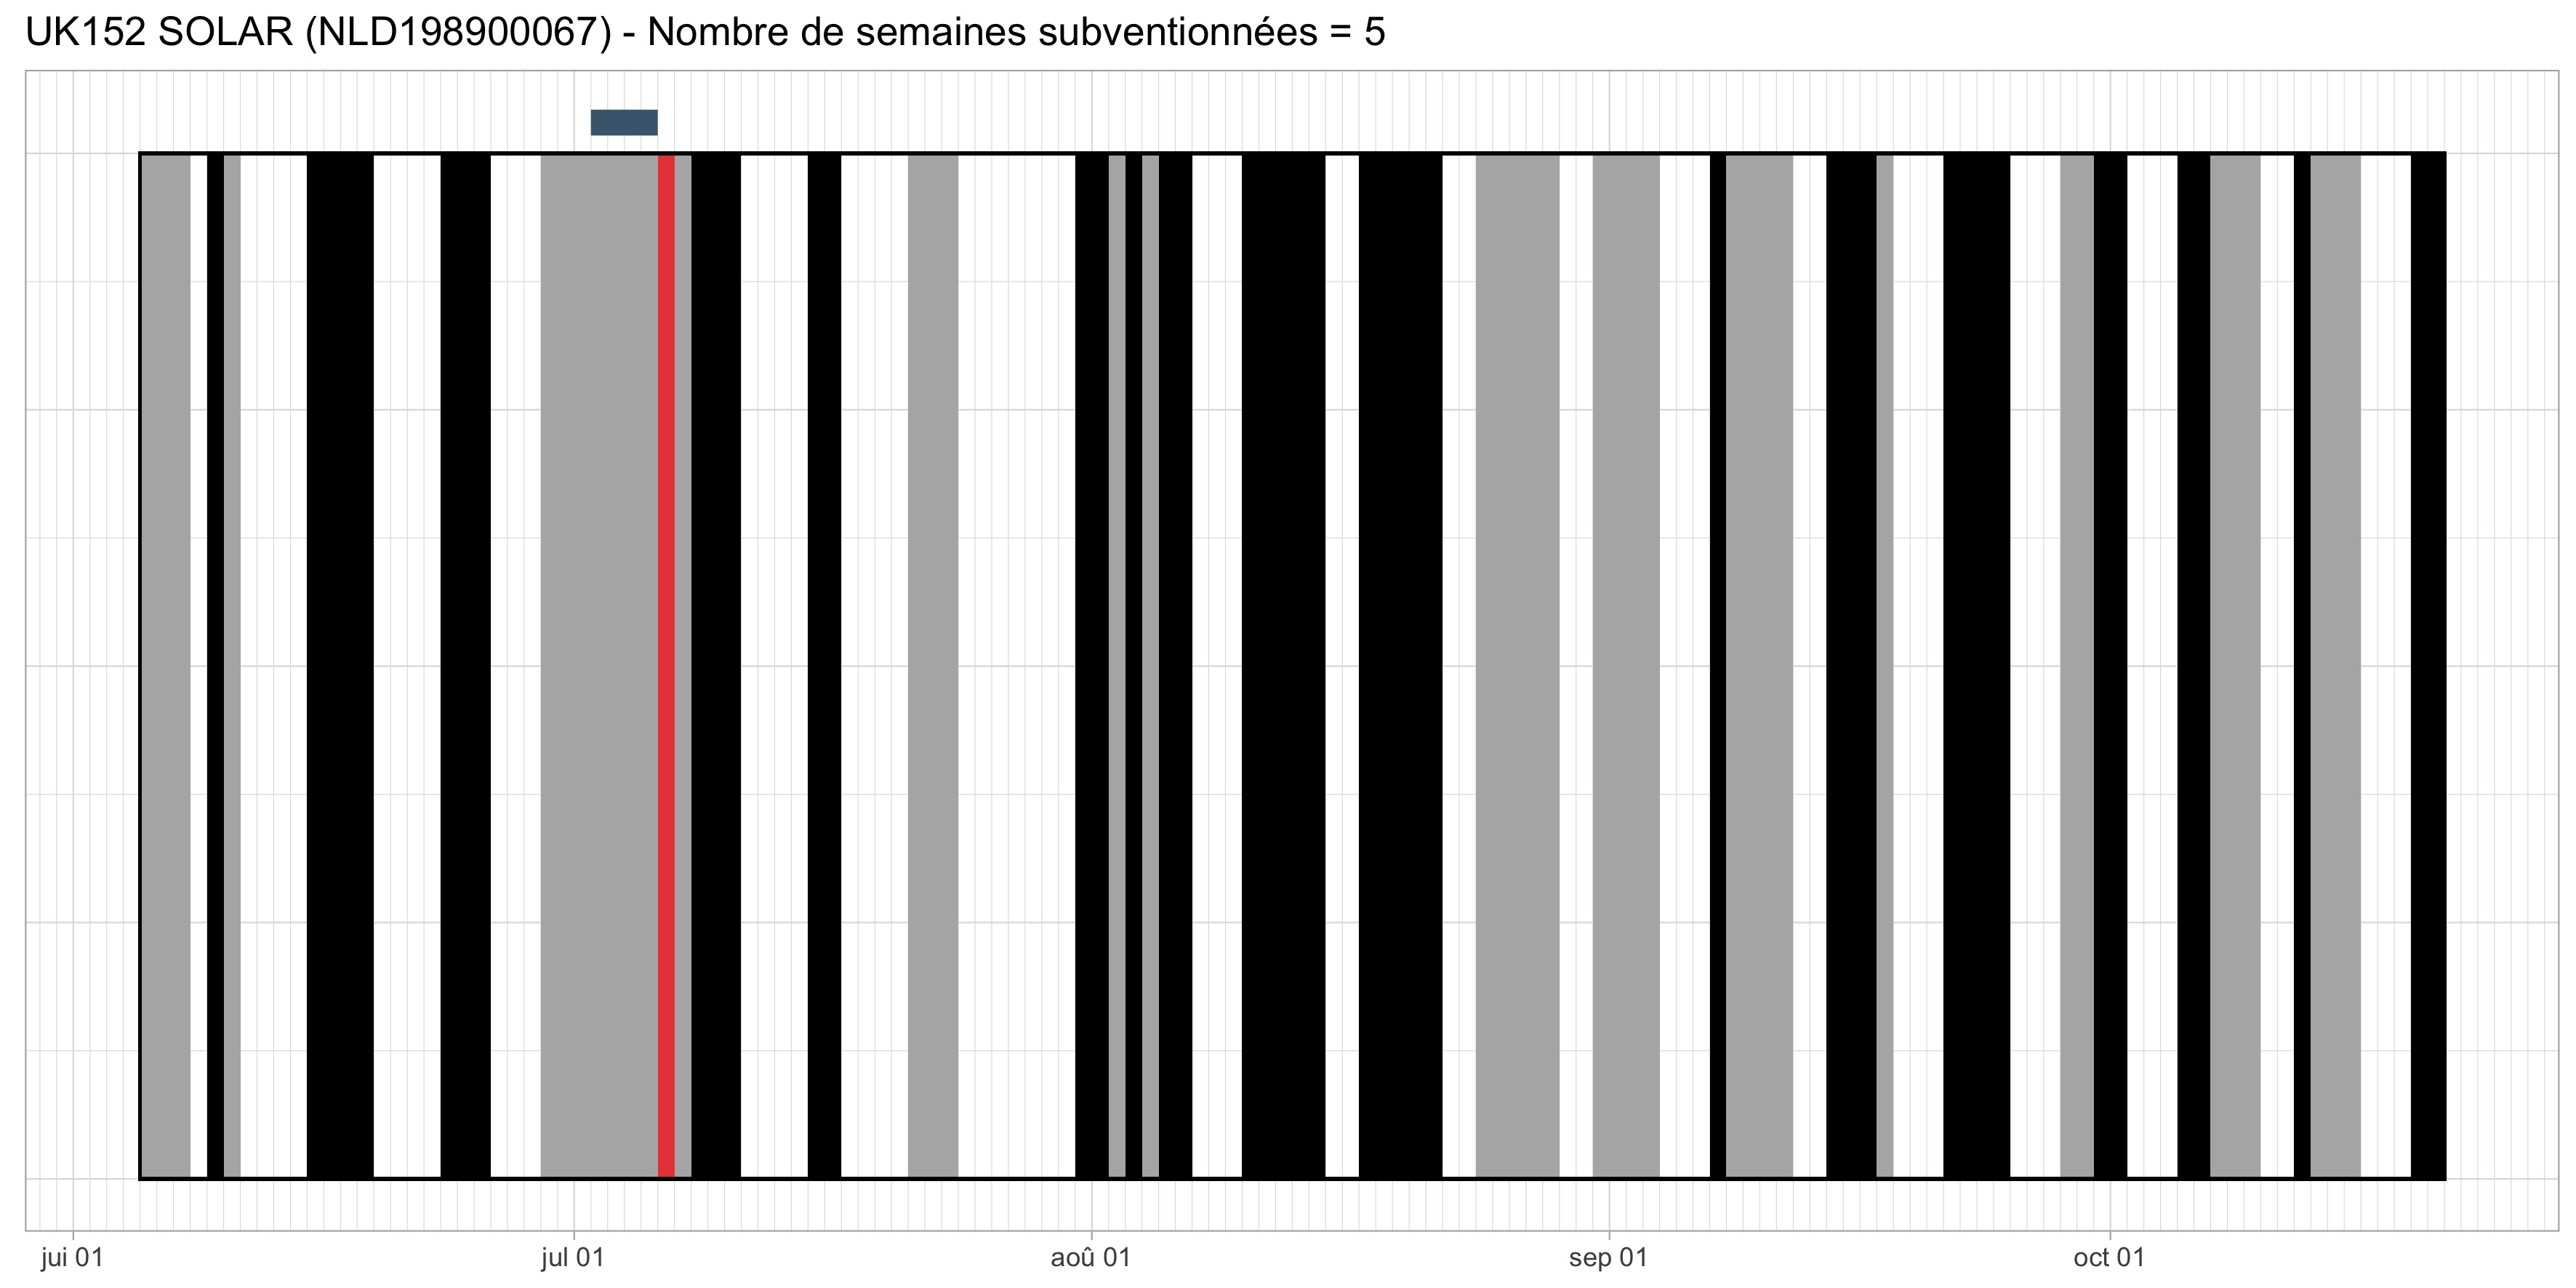 UK152 SOLAR (NLD198900067) - Nombre de semaines subventionnées = 5
jui 01
jul 01
aoû 01
sep 01
oct 01